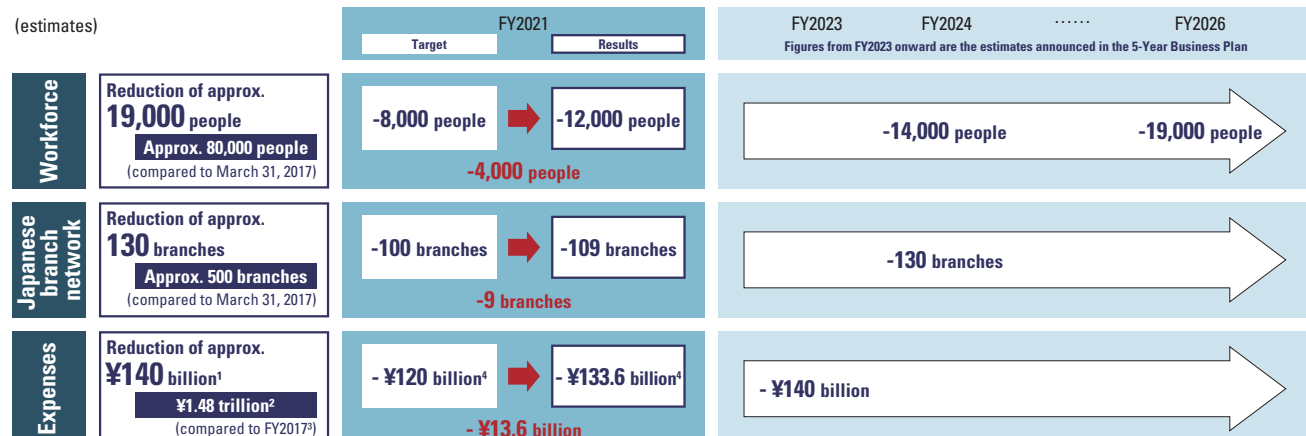 (estimates)
FY2021
Target
Results
FY2023 FY2024 ‥‥‥ FY2026
Figures from FY2023 onward are the estimates announced in the 5-Year Business Plan
Workforce
Reduction of approx.
19,000 people
Approx. 80,000 people
(compared to March 31, 2017)
-8,000 people
-12,000 people
-4,000 people
-14,000 people
-19,000 people
Japanese
branch
network
Reduction of approx.
130 branches
Approx. 500 branches
(compared to March 31, 2017)
-100 branches
-109 branches
-9 branches
-130 branches
Expenses
Reduction of approx.
¥140 billion¹
¥1.48 trillion²
(compared to FY2017³)
- ¥120 billion⁴
- ¥133.6 billion⁴
- ¥13.6 billion
- ¥140 billion